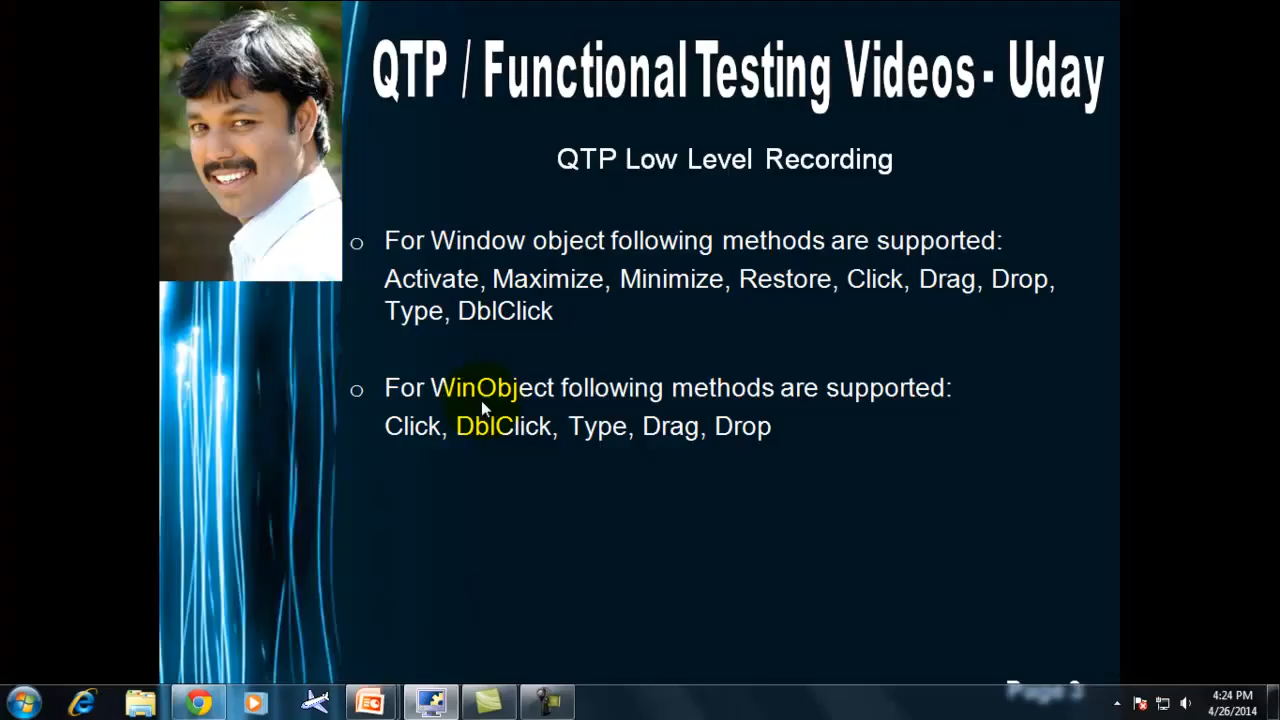 QTP / Functional Testing Videos - Uday
QTP Low Level Recording
o For Window object following methods are supported:
Activate, Maximize, Minimize, Restore, Click, Drag, Drop,
Type, DblClick
o For WinObject following methods are supported:
Click, DblClick, Type, Drag, Drop
Page 3
4:24 PM
4/26/2014